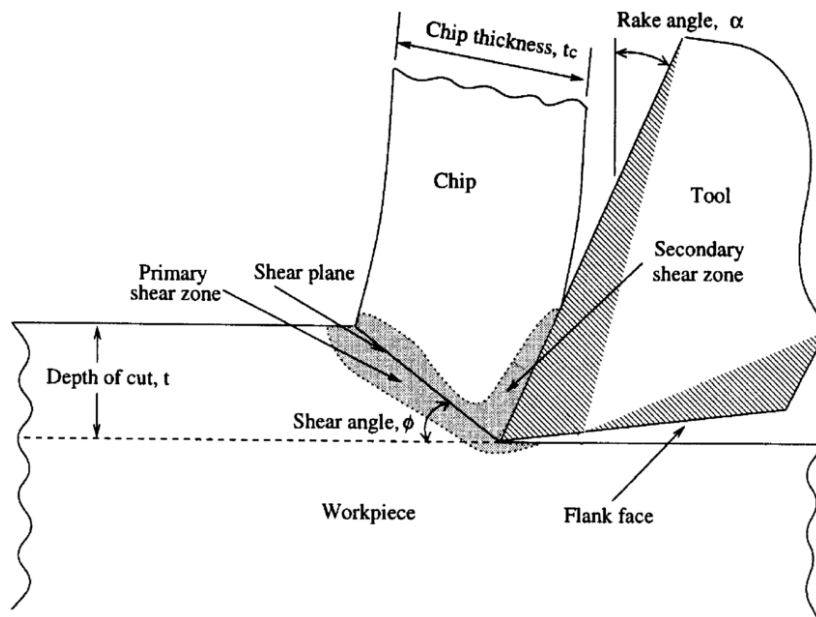 Rake angle, α
Chip thickness, tc
Chip
Tool
Primary
shear zone
Shear plane
Secondary
shear zone
Depth of cut, t
Shear angle, ϕ
Workpiece
Flank face